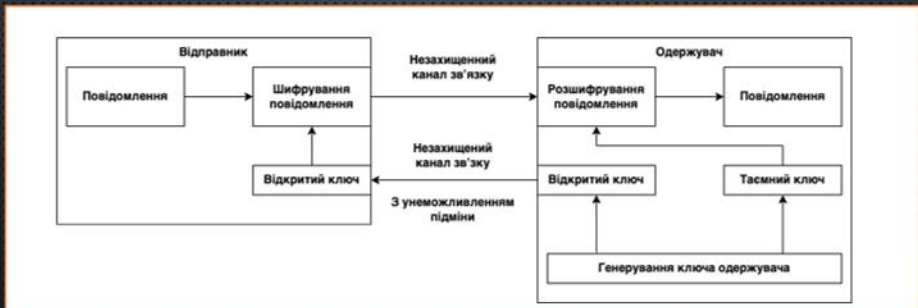 Відправник
Повідомлення
Шифрування
повідомлення
Відкритий ключ
Незахищенний
канал зв'язку
Незахищений
канал зв'зку
З унеможливленням
підміни
Одержувач
Розшифрування
повідомлення
Повідомлення
Відкритий ключ
Таємний ключ
Генерування ключа одержувача